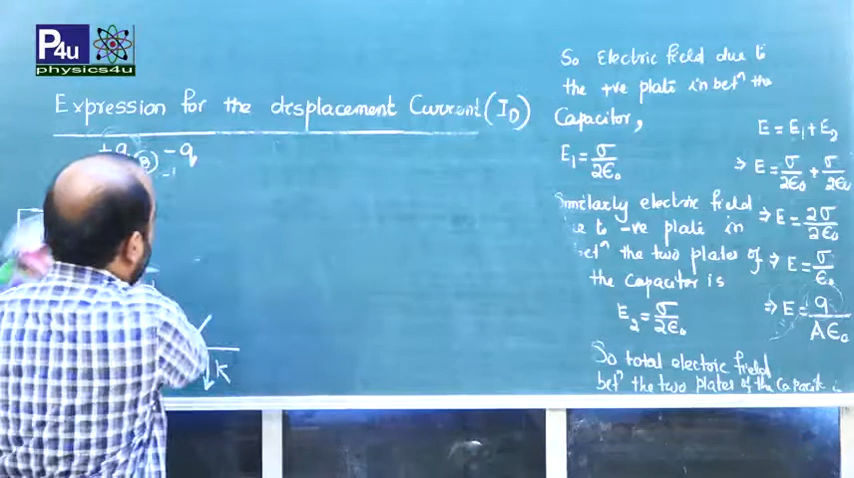 P4u
physics4u
Expression for the displacement Current (I_D)
+q (B) -q
K
So Electric field due to
the +ve plate in betⁿ the
Capacitor,
E₁ = σ/2ε₀
Similarly electric field
to -ve plate in
betⁿ the two plates of
the capacitor is
E₂ = σ/2ε₀
So total electric field
betⁿ the two plates of the Capacit
E = E₁ + E₂
⇒ E = σ/2ε₀ + σ/2ε₀
⇒ E = 2σ/2ε₀
⇒ E = σ/ε₀
⇒ E = q/Aε₀